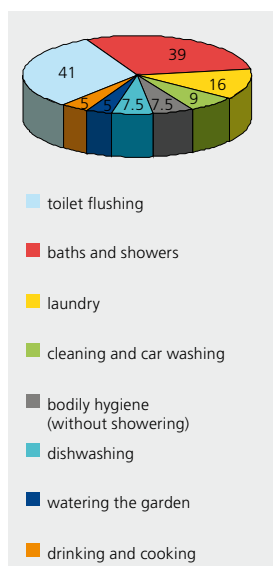 39
41
16
5
5
7.5
7.5
9
toilet flushing
baths and showers
laundry
cleaning and car washing
bodily hygiene
(without showering)
dishwashing
watering the garden
drinking and cooking